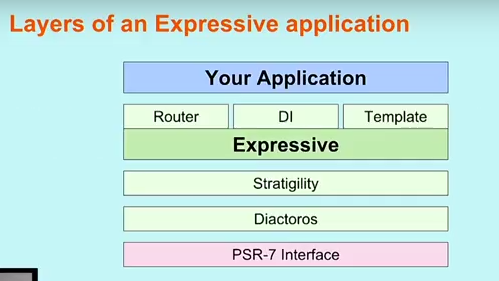 Layers of an Expressive application
Your Application
Router DI Template
Expressive
Stratigility
Diactoros
PSR-7 Interface